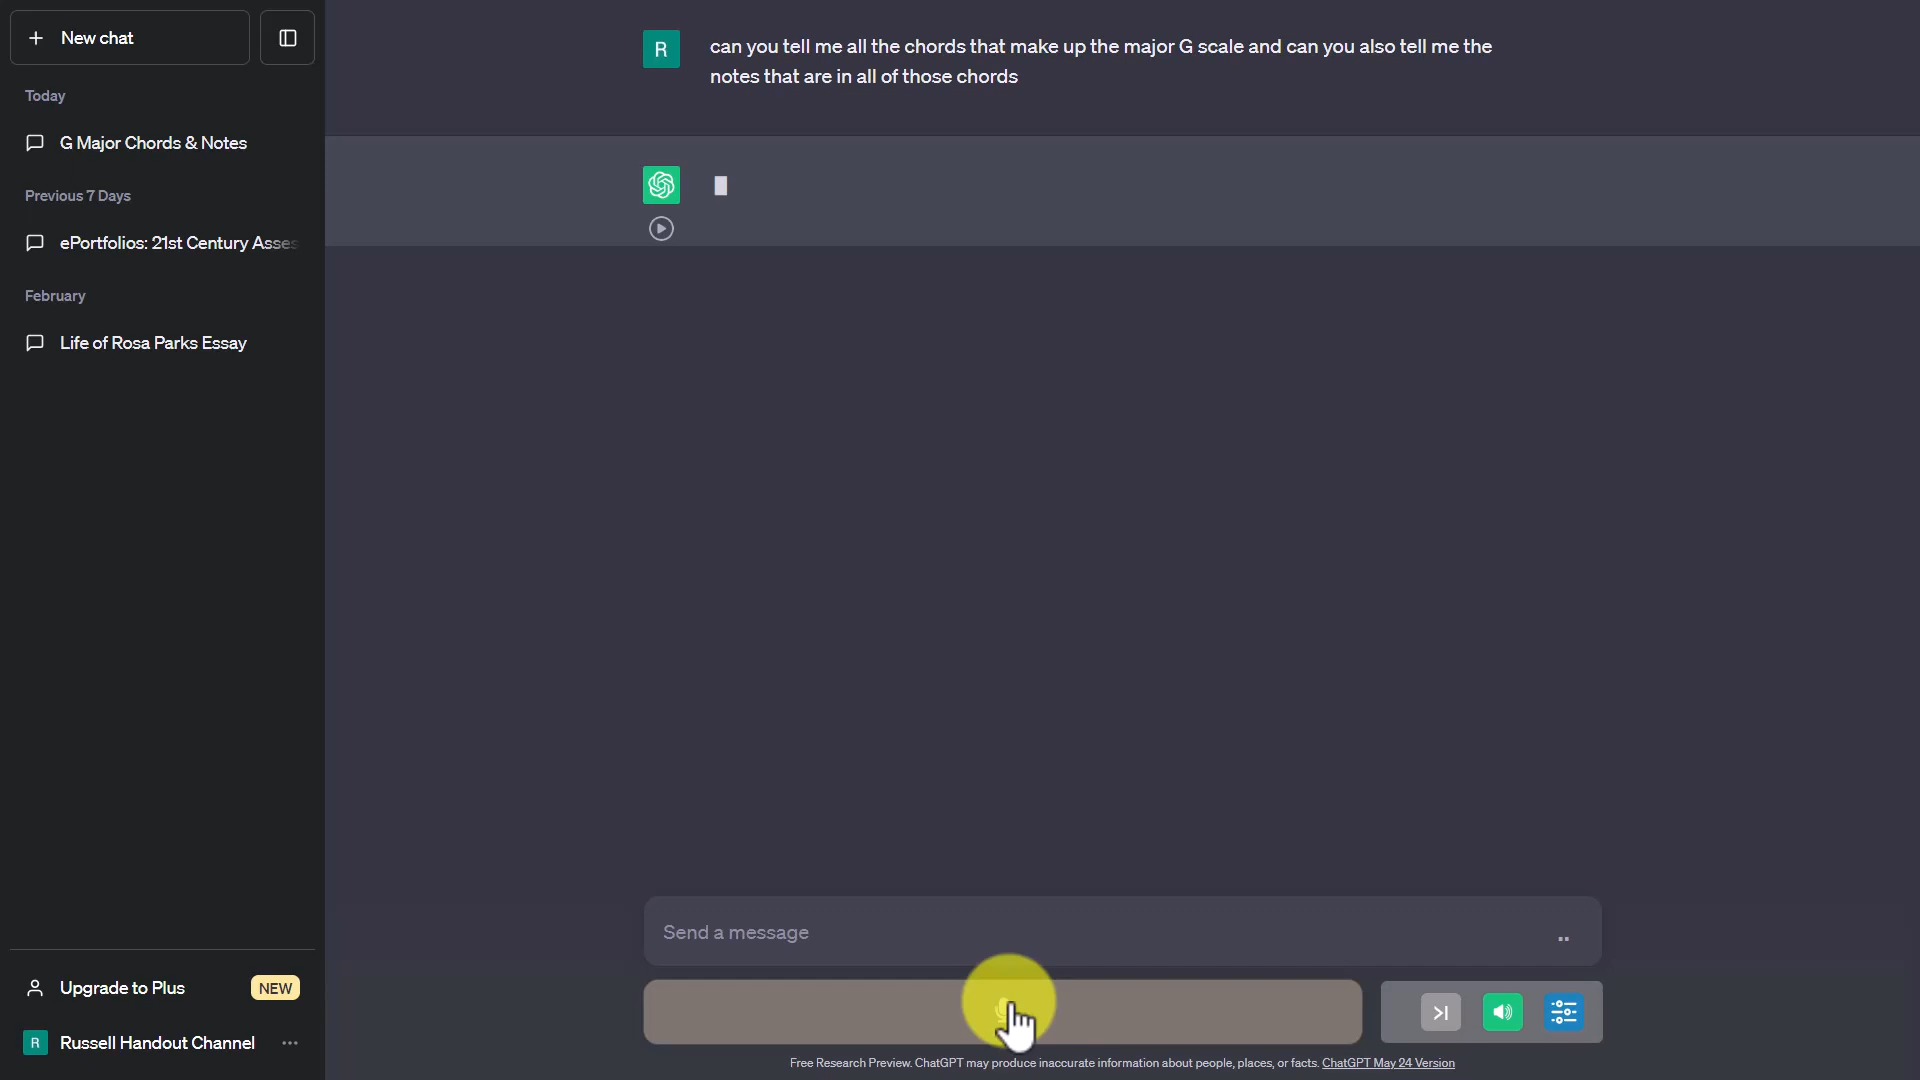 New chat
Today
G Major Chords & Notes
Previous 7 Days
ePortfolios: 21st Century Asses
February
Life of Rosa Parks Essay
Upgrade to Plus NEW
R Russell Handout Channel
R can you tell me all the chords that make up the major G scale and can you also tell me the
notes that are in all of those chords
Send a message
Free Research Preview. ChatGPT may produce inaccurate information about people, places, or facts. ChatGPT May 24 Version